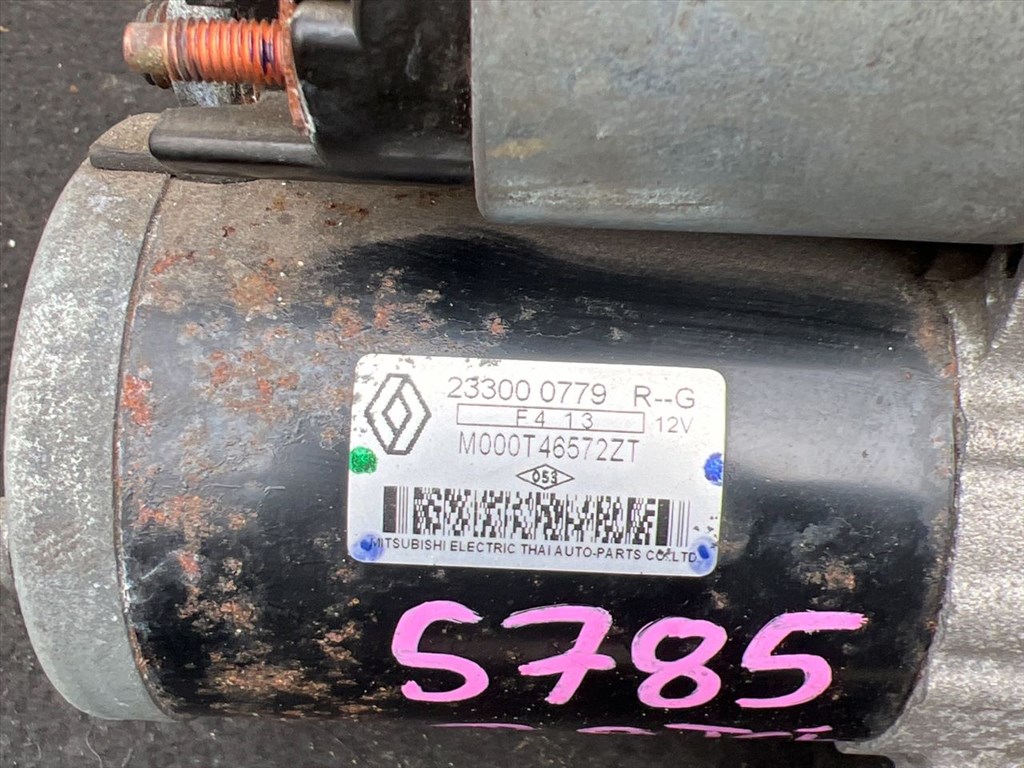 23300 0779 R--G
F4 13 12V
M000T46572ZT
053
MITSUBISHI ELECTRIC THAI AUTO-PARTS CO.,LTD.
S785